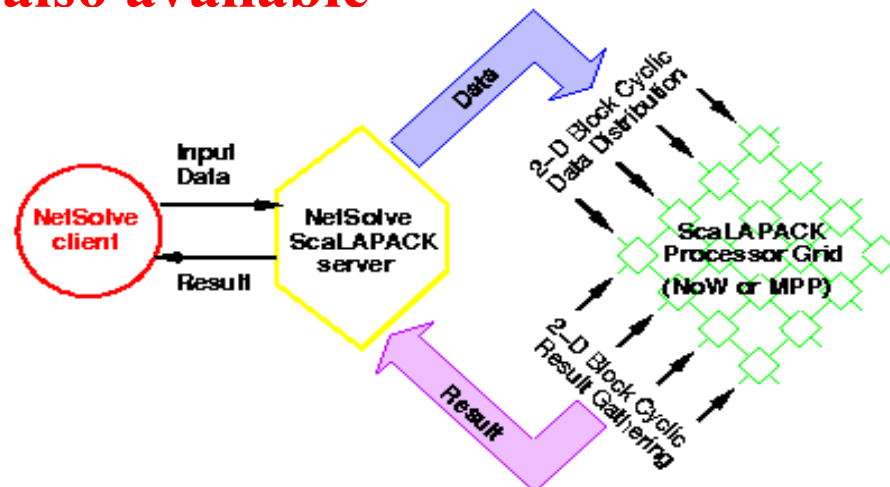 also available
Data
2-D Block Cyclic
Data Distribution
Input
Data
NetSolve
client
NetSolve
ScaLAPACK
server
Result
ScaLAPACK
Processor Grid
(NoW or MPP)
2-D Block Cyclic
Result Gathering
Result